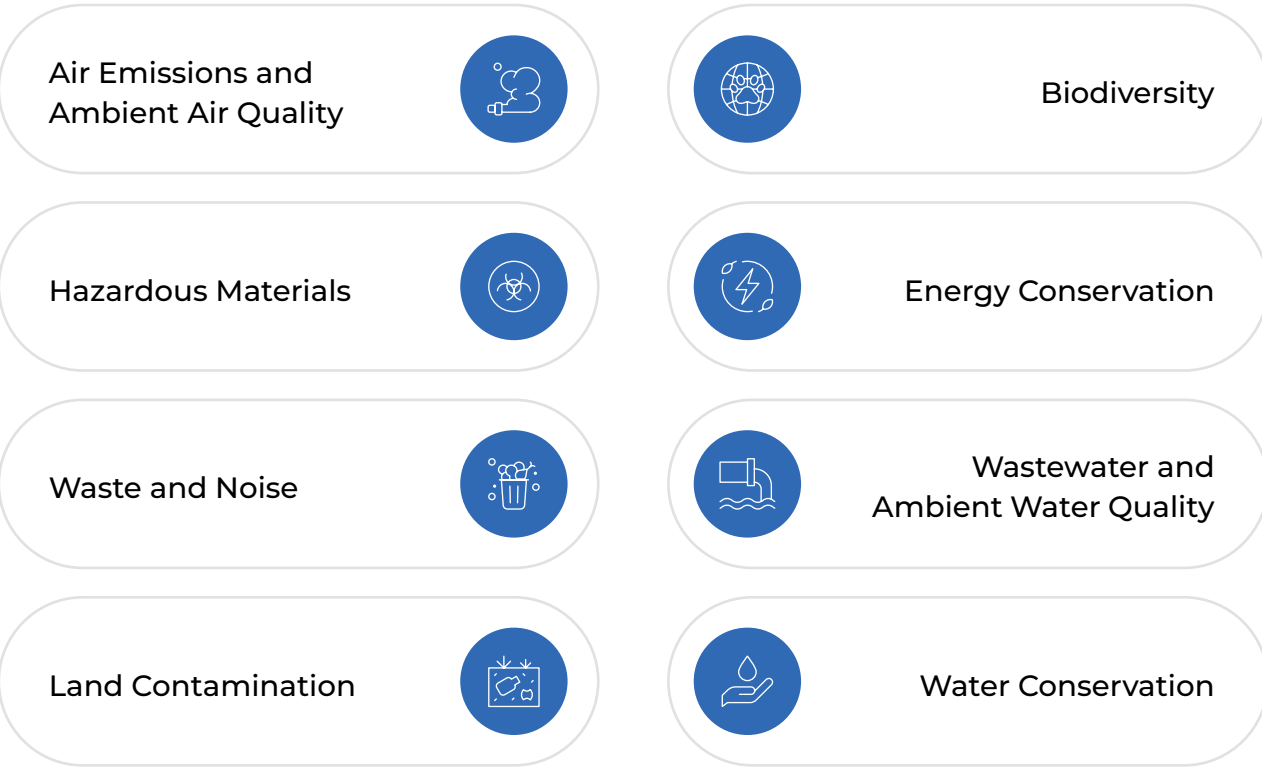 Air Emissions and
Ambient Air Quality
Biodiversity
Hazardous Materials
Energy Conservation
Waste and Noise
Wastewater and
Ambient Water Quality
Land Contamination
Water Conservation